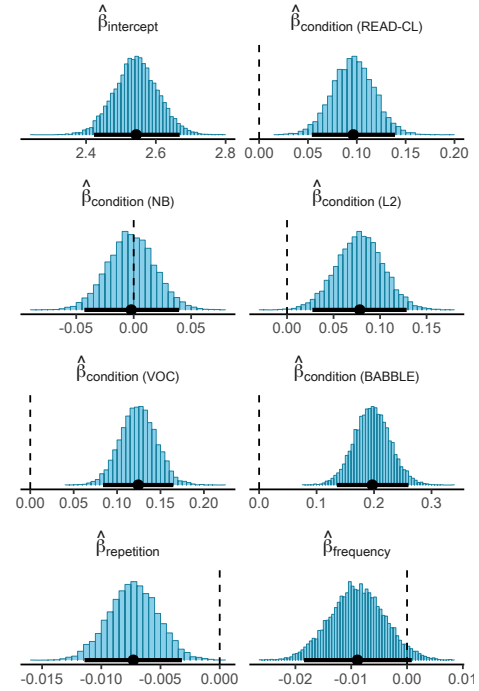 β̂intercept β̂condition (READ-CL)
2.4 2.6 2.8 0.00 0.05 0.10 0.15 0.20
β̂condition (NB) β̂condition (L2)
-0.05 0.00 0.05 0.00 0.05 0.10 0.15
β̂condition (VOC) β̂condition (BABBLE)
0.00 0.05 0.10 0.15 0.20 0.0 0.1 0.2 0.3
β̂repetition β̂frequency
-0.015 -0.010 -0.005 0.000 -0.02 -0.01 0.00 0.01